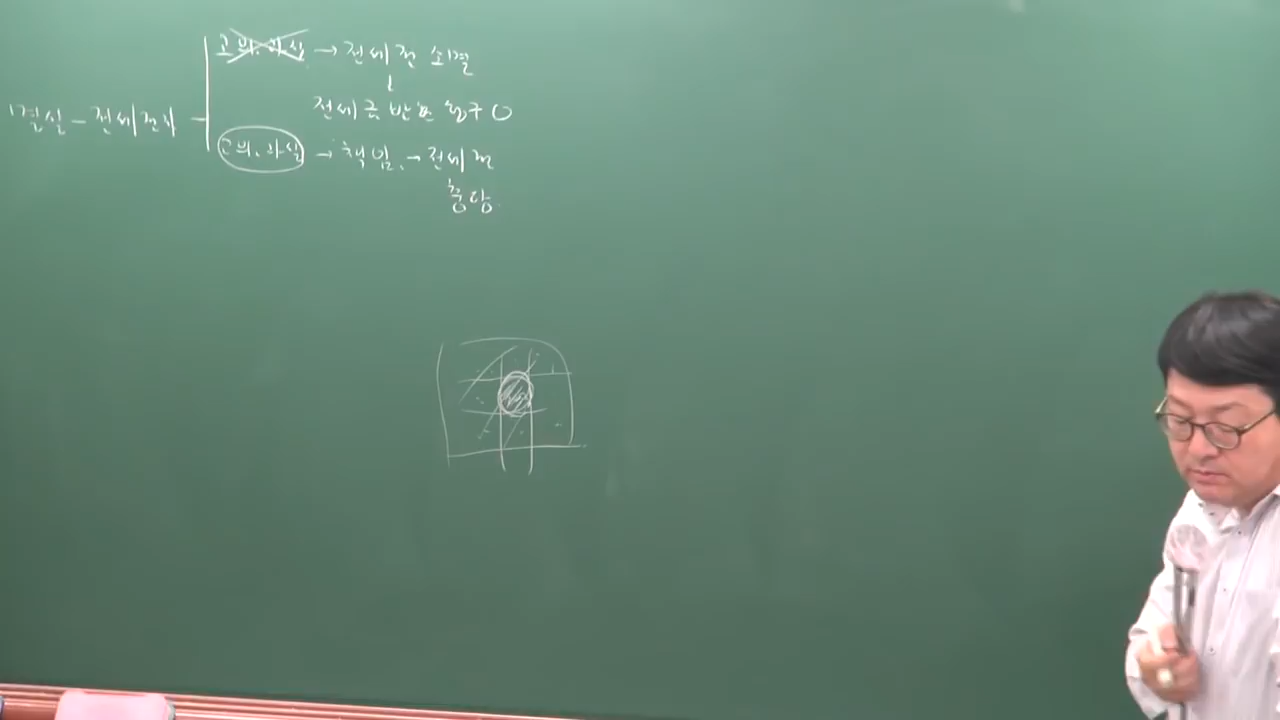 고의.과실 → 전세권 소멸
전세금 반환 청구 O
멸실 - 전세권자
고의.과실 → 책임. → 전세권
충당.